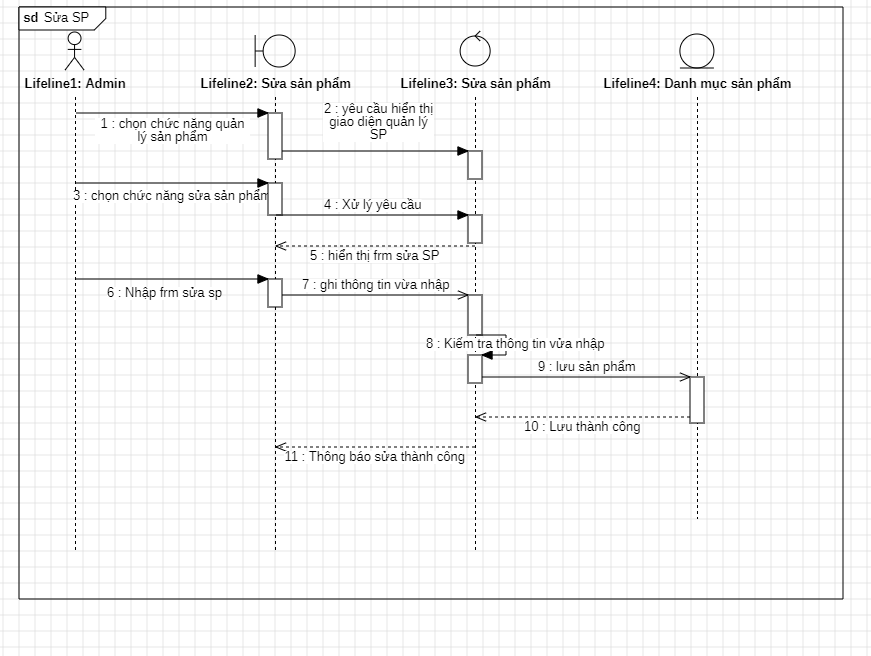 sd Sửa SP
Lifeline1: Admin
Lifeline2: Sửa sản phẩm
Lifeline3: Sửa sản phẩm
Lifeline4: Danh mục sản phẩm
1 : chọn chức năng quản
lý sản phẩm
2 : yêu cầu hiển thị
giao diện quản lý
SP
3 : chọn chức năng sửa sản phẩm
4 : Xử lý yêu cầu
5 : hiển thị frm sửa SP
6 : Nhập frm sửa sp
7 : ghi thông tin vừa nhập
8 : Kiểm tra thông tin vửa nhập
9 : lưu sản phẩm
10 : Lưu thành công
11 : Thông báo sửa thành công